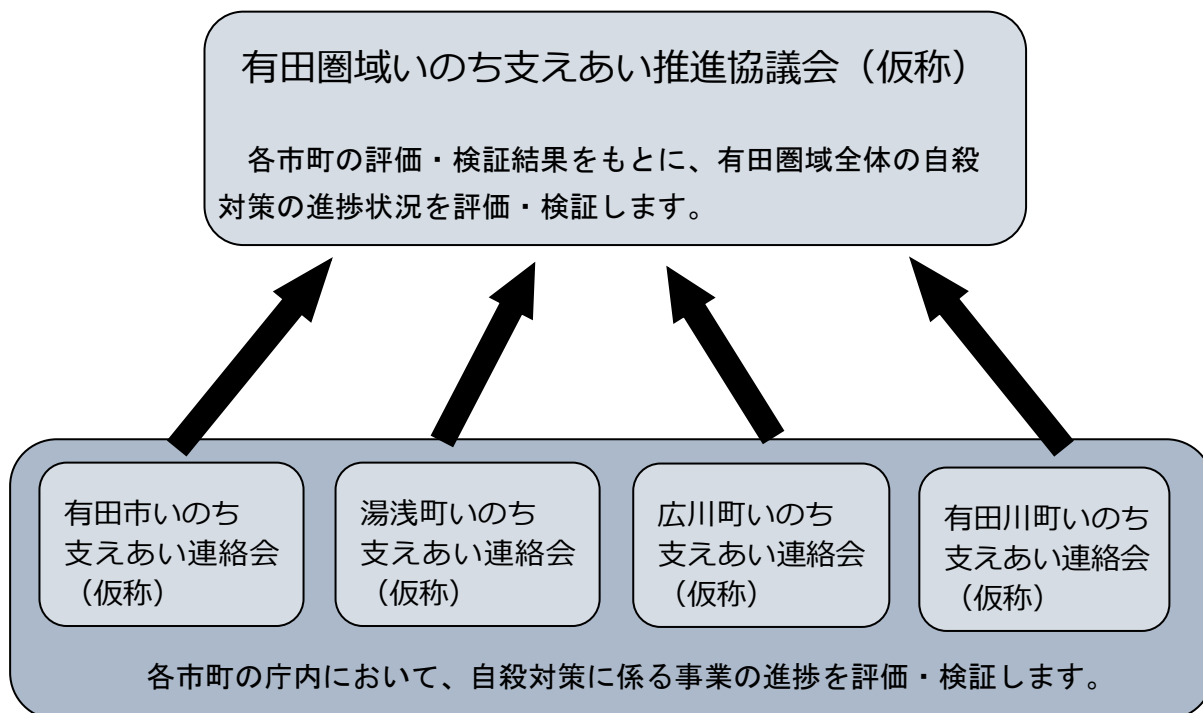 有田圏域いのち支えあい推進協議会（仮称）
各市町の評価・検証結果をもとに、有田圏域全体の自殺
対策の進捗状況を評価・検証します。
有田市いのち
支えあい連絡会
（仮称）
湯浅町いのち
支えあい連絡会
（仮称）
広川町いのち
支えあい連絡会
（仮称）
有田川町いのち
支えあい連絡会
（仮称）
各市町の庁内において、自殺対策に係る事業の進捗を評価・検証します。